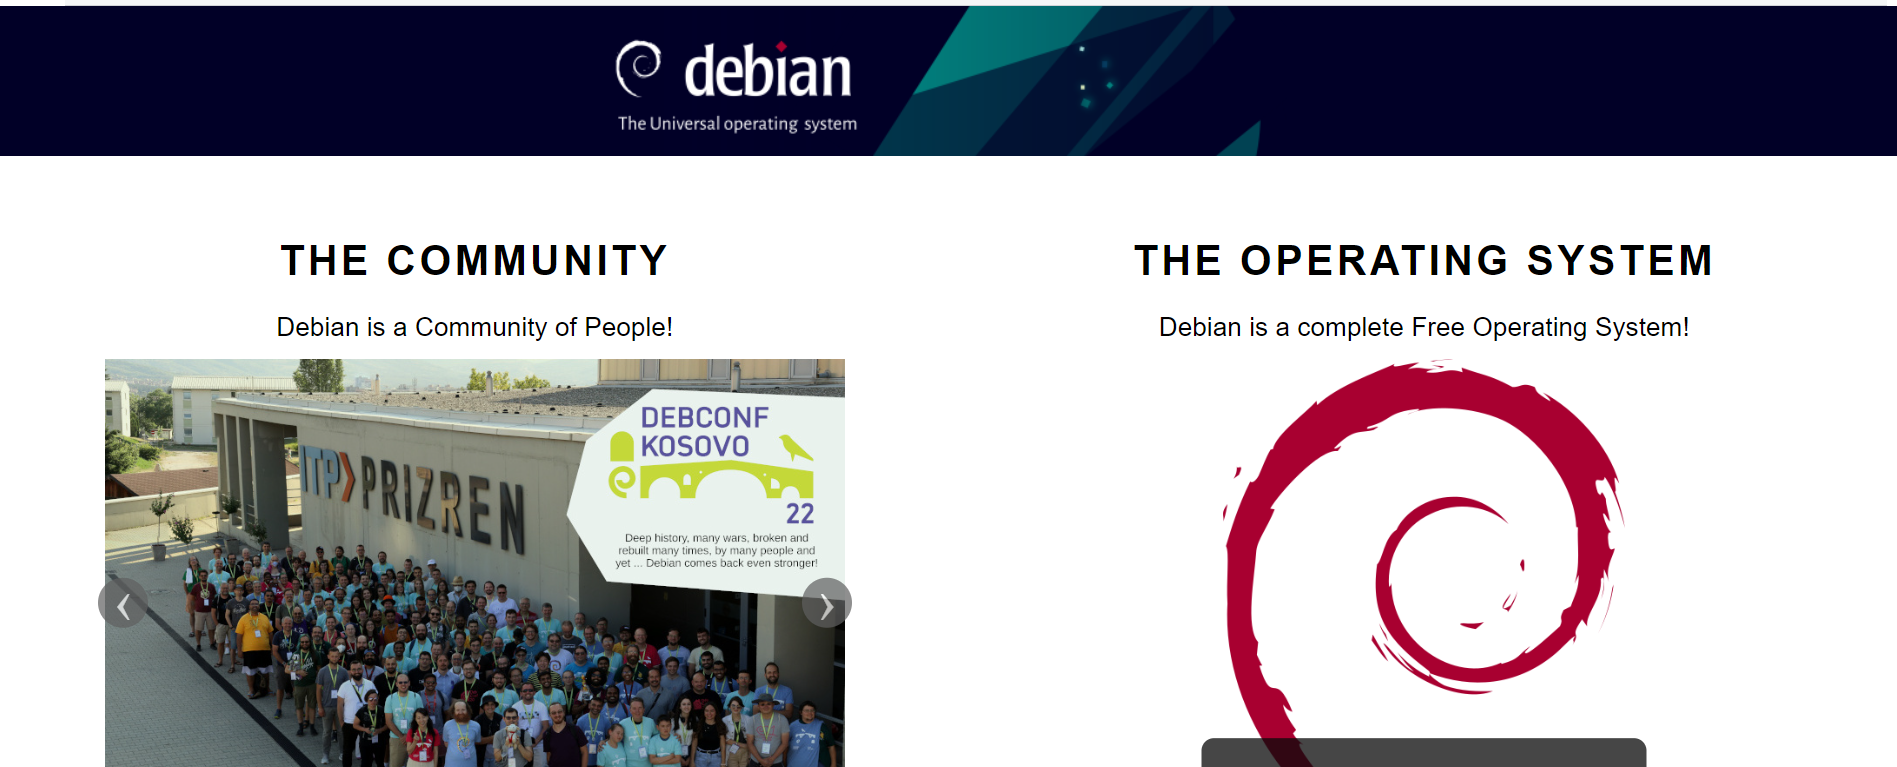 debian
The Universal operating system
THE COMMUNITY
Debian is a Community of People!
ITP PRIZREN
DEBCONF
KOSOVO
22
Deep history, many wars, broken and
rebuilt many times, by many people and
yet ... Debian comes back even stronger!
THE OPERATING SYSTEM
Debian is a complete Free Operating System!